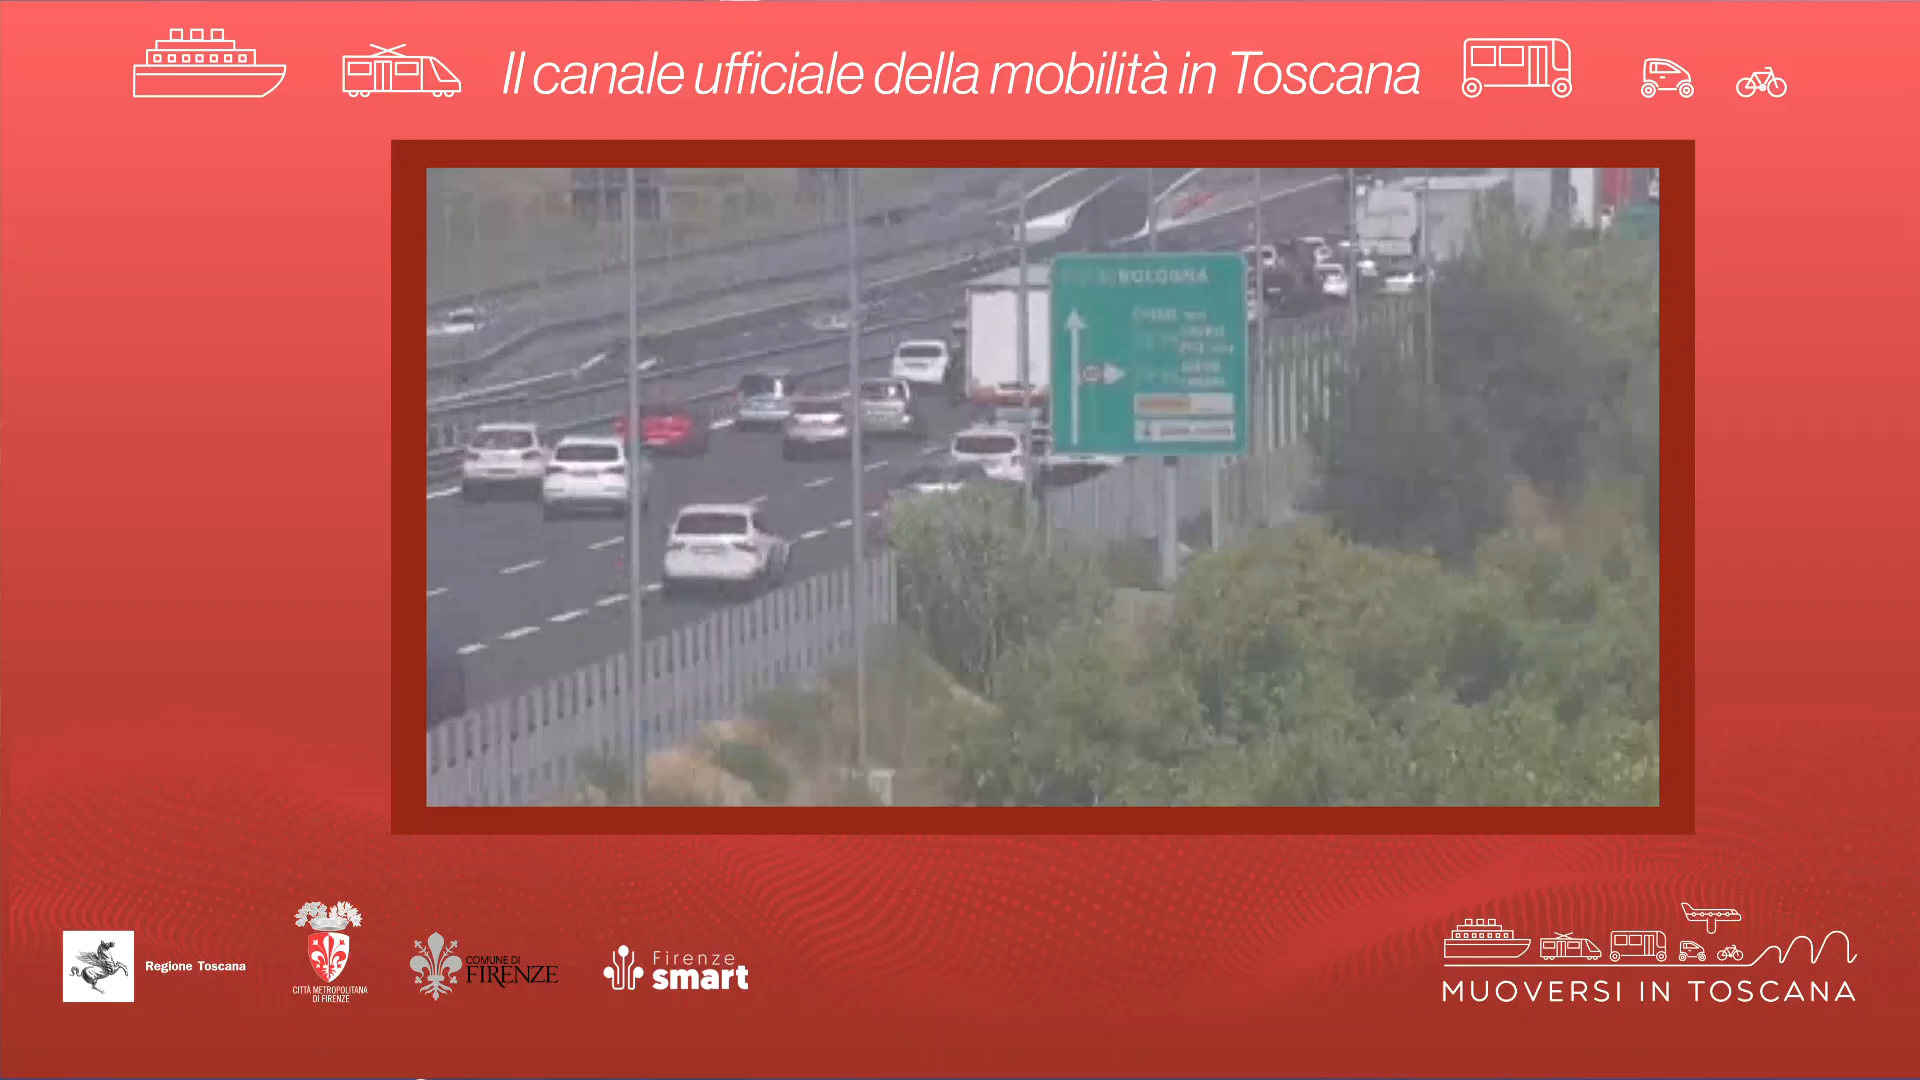 Il canale ufficiale della mobilità in Toscana
BOLOGNA
Regione Toscana
CITTÀ METROPOLITANA
DI FIRENZE
COMUNE DI
FIRENZE
Firenze
smart
MUOVERSI IN TOSCANA